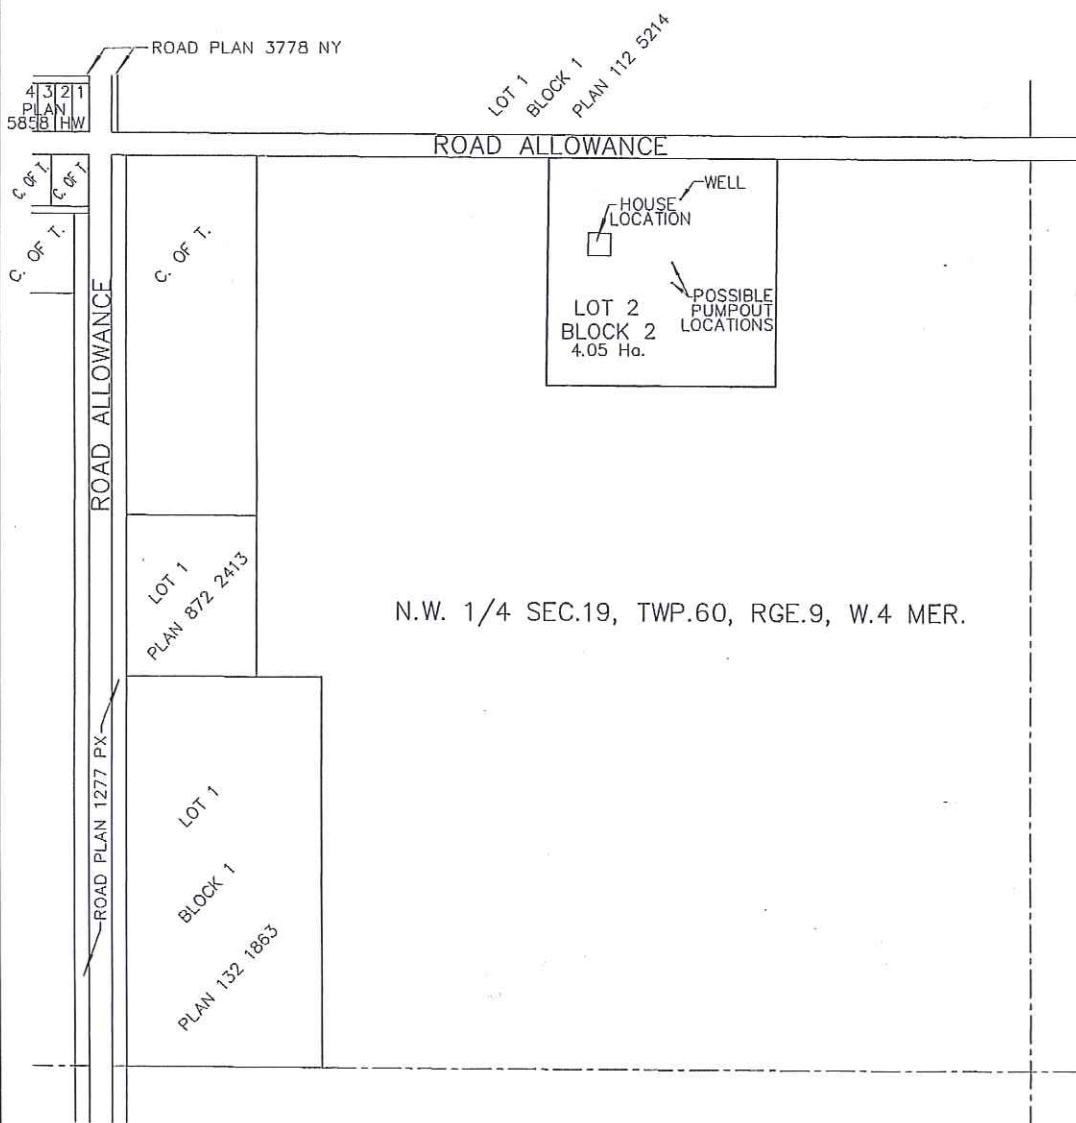 ROAD PLAN 3778 NY
LOT 1
BLOCK 1
PLAN 112 5214
4 3 2 1
PLAN
5858 HW
ROAD ALLOWANCE
C. OF T.
C. OF T.
C. OF T.
C. OF T.
ROAD ALLOWANCE
WELL
HOUSE
LOCATION
POSSIBLE
PUMPOUT
LOCATIONS
LOT 2
BLOCK 2
4.05 Ha.
LOT 1
PLAN 872 2413
N.W. 1/4 SEC.19, TWP.60, RGE.9, W.4 MER.
ROAD PLAN 1277 PX
LOT 1
BLOCK 1
PLAN 132 1863